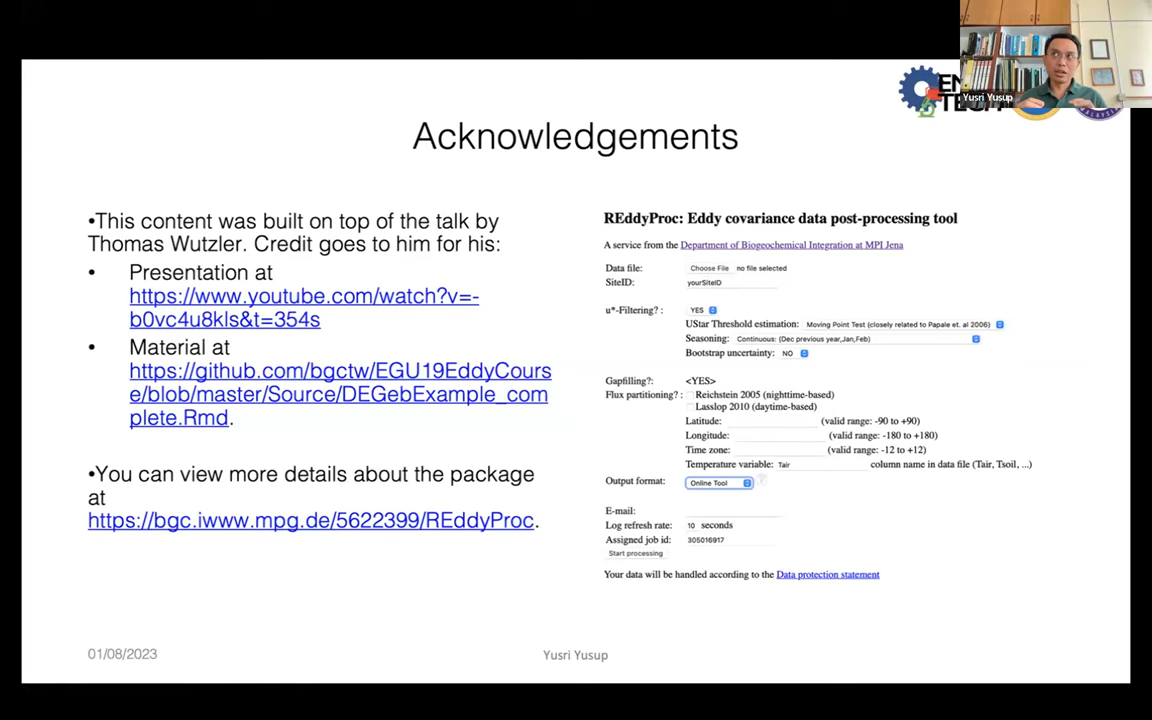 Yusri Yusup
Acknowledgements
•This content was built on top of the talk by
Thomas Wutzler. Credit goes to him for his:
• Presentation at
https://www.youtube.com/watch?v=-
b0vc4u8kls&t=354s
• Material at
https://github.com/bgctw/EGU19EddyCours
e/blob/master/Source/DEGebExample_com
plete.Rmd.
•You can view more details about the package
at
https://bgc.iwww.mpg.de/5622399/REddyProc.
REddyProc: Eddy covariance data post-processing tool
A service from the Department of Biogeochemical Integration at MPI Jena
Data file: Choose File no file selected
SiteID: yourSiteID
u*-Filtering? : YES
UStar Threshold estimation: Moving Point Test (closely related to Papale et. al 2006)
Seasoning: Continuous: (Dec previous year,Jan,Feb)
Bootstrap uncertainty: NO
Gapfilling?: <YES>
Flux partitioning? : Reichstein 2005 (nighttime-based)
Lasslop 2010 (daytime-based)
Latitude: (valid range: -90 to +90)
Longitude: (valid range: -180 to +180)
Time zone: (valid range: -12 to +12)
Temperature variable: Tair column name in data file (Tair, Tsoil, ...)
Output format: Online Tool
E-mail:
Log refresh rate: 10 seconds
Assigned job id: 305016917
Start processing
Your data will be handled according to the Data protection statement
01/08/2023
Yusri Yusup